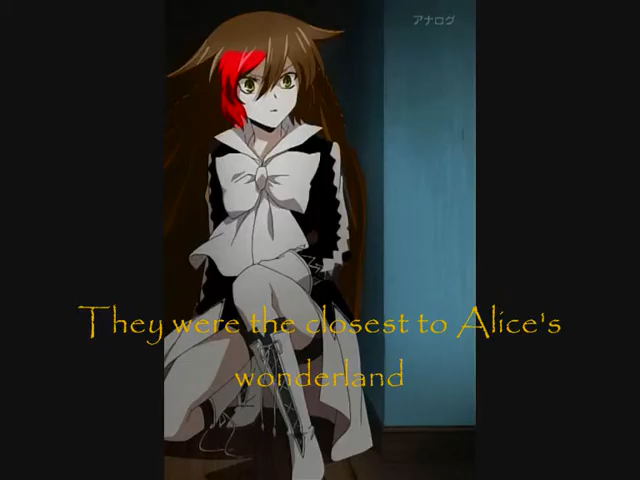 アナログ
They were the closest to Alice's
wonderland